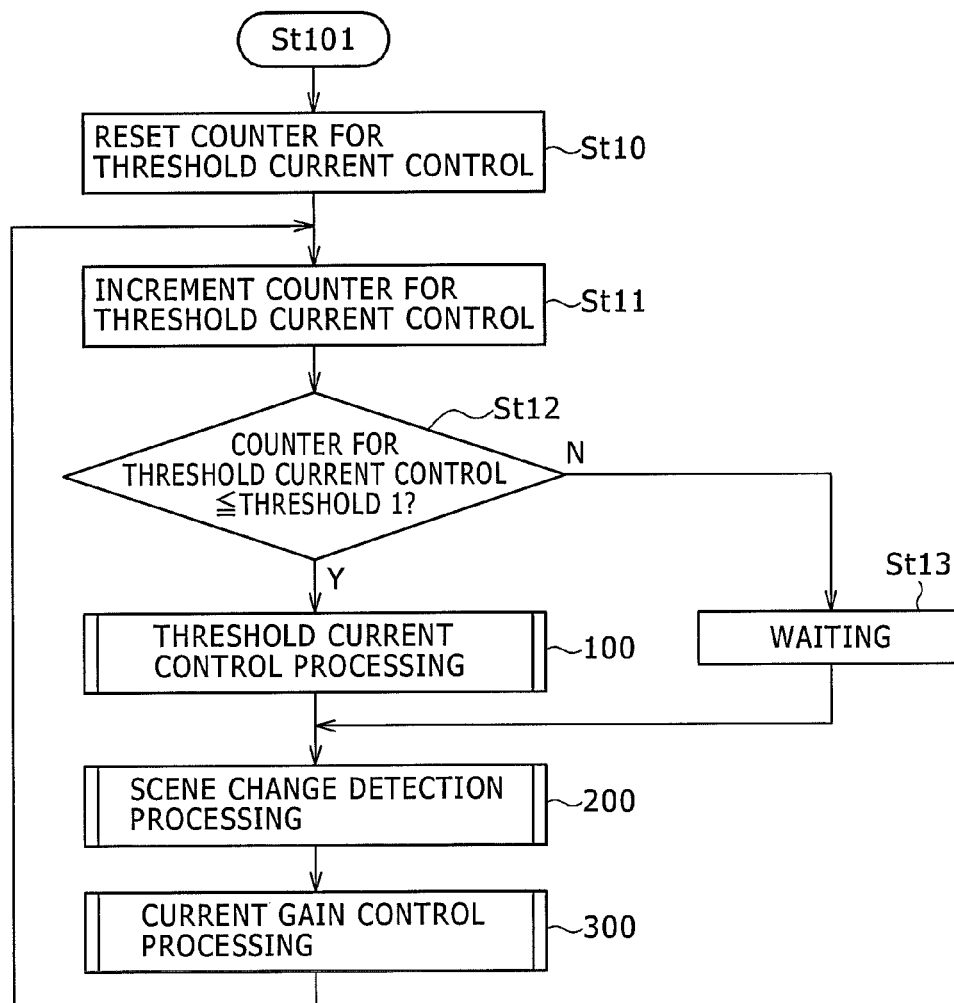 St101
RESET COUNTER FOR
THRESHOLD CURRENT CONTROL
St10
INCREMENT COUNTER FOR
THRESHOLD CURRENT CONTROL
St11
St12
COUNTER FOR
THRESHOLD CURRENT CONTROL
≦THRESHOLD 1?
N
Y
St13
THRESHOLD CURRENT
CONTROL PROCESSING
100
WAITING
SCENE CHANGE DETECTION
PROCESSING
200
CURRENT GAIN CONTROL
PROCESSING
300